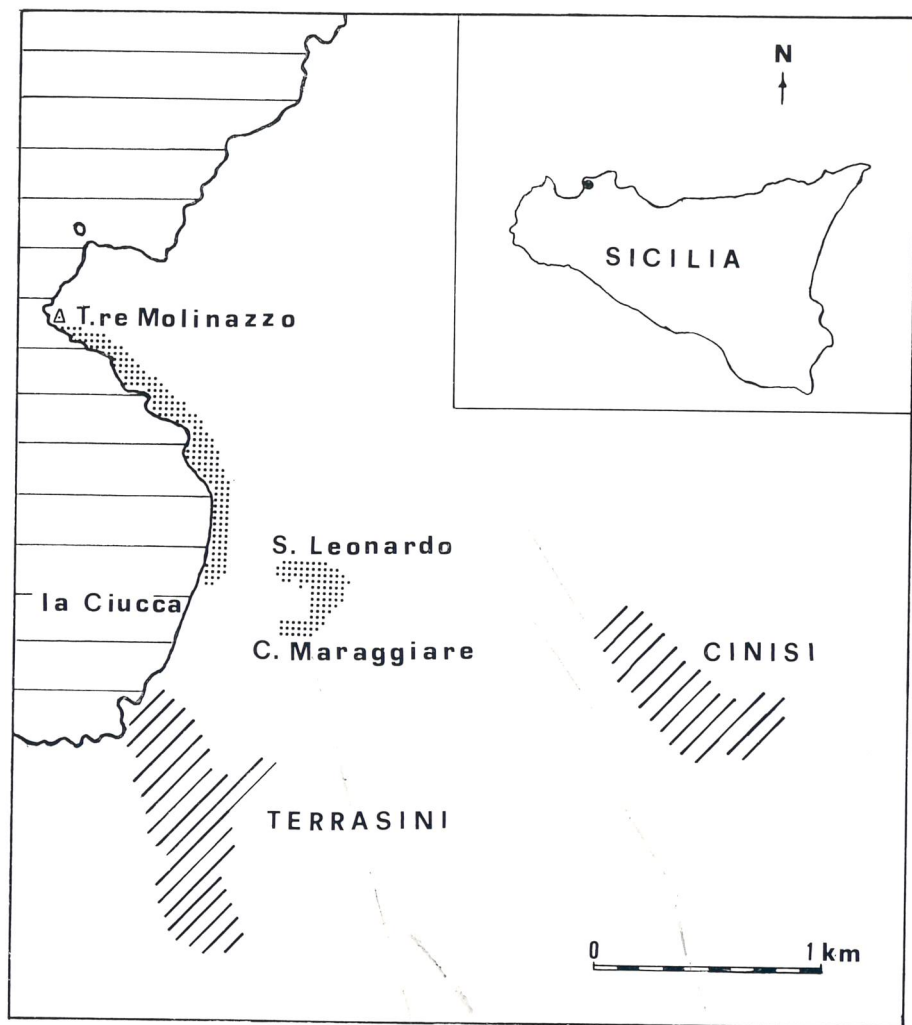 N
SICILIA
T.re Molinazzo
S. Leonardo
la Ciucca
C. Maraggiare
CINISI
TERRASINI
0 1 km